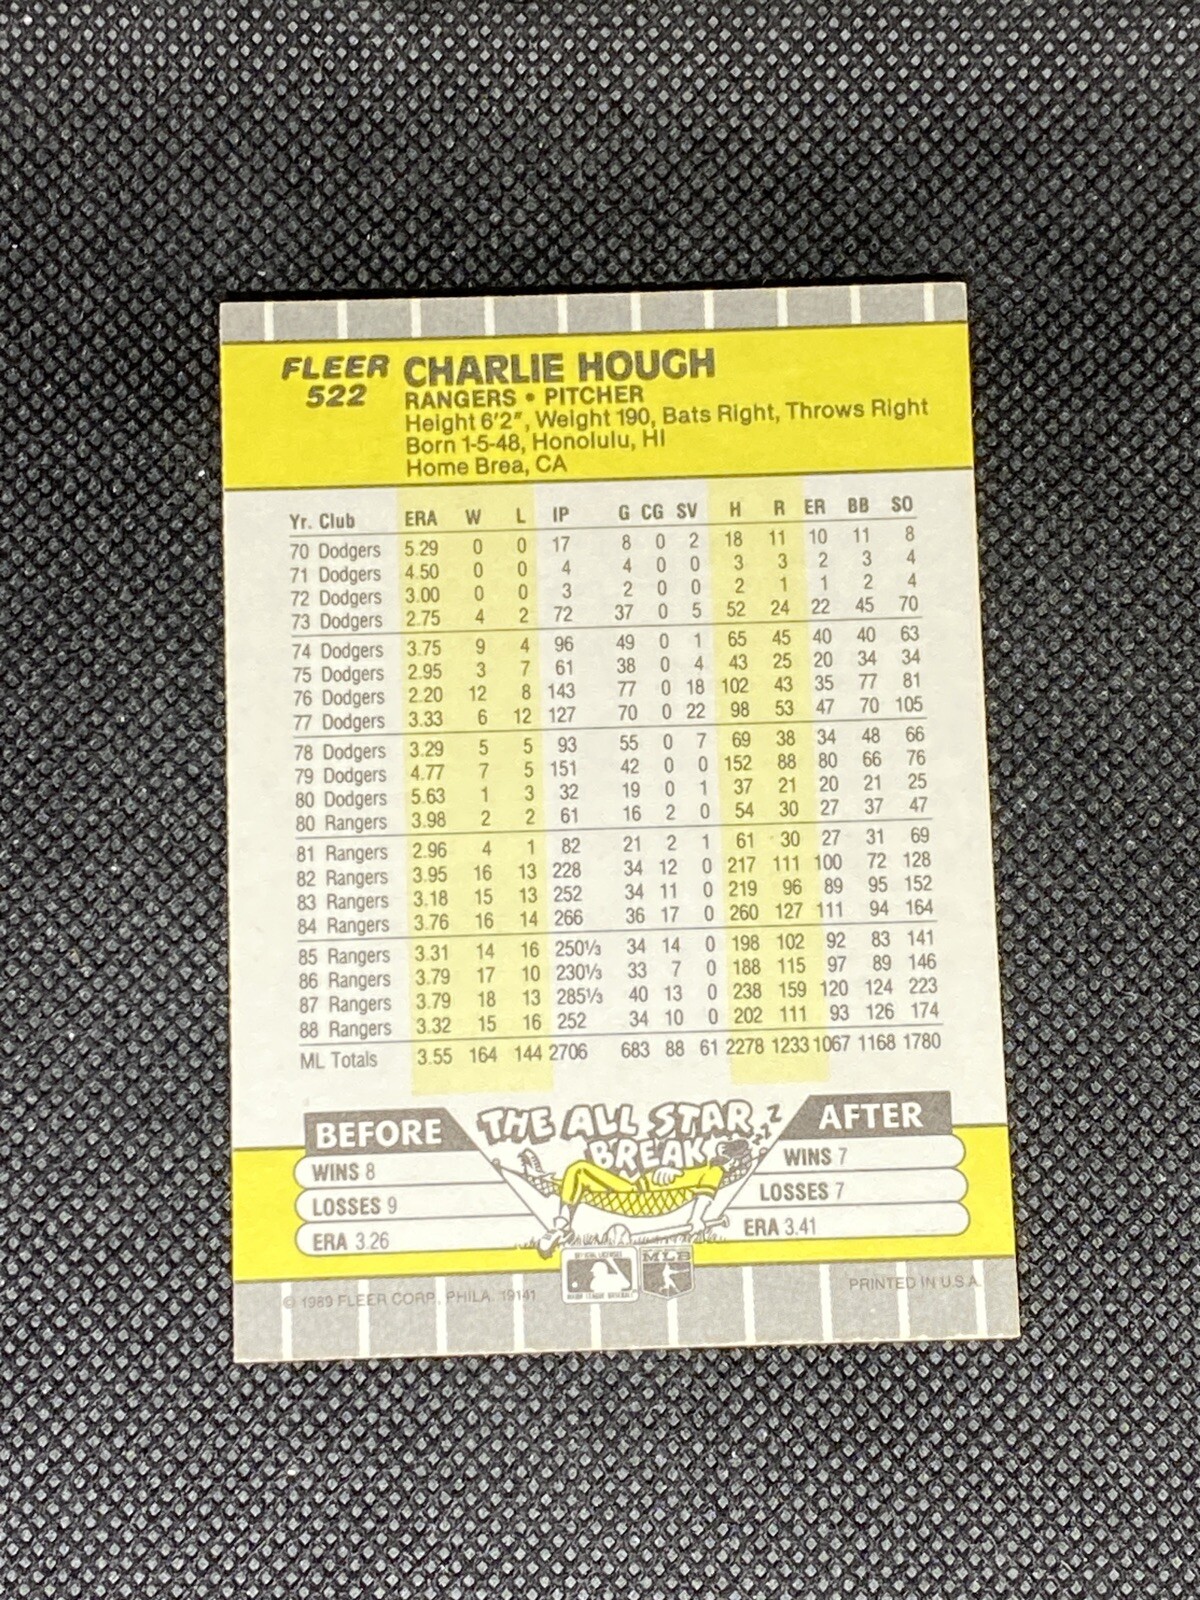 FLEER
522
CHARLIE HOUGH
RANGERS • PITCHER
Height 6'2", Weight 190, Bats Right, Throws Right
Born 1-5-48, Honolulu, HI
Home Brea, CA
Yr. Club ERA W L IP G CG SV H R ER BB SO
70 Dodgers 5.29 0 0 17 8 0 2 18 11 10 11 8
71 Dodgers 4.50 0 0 4 4 0 0 3 3 2 3 4
72 Dodgers 3.00 0 0 3 2 0 0 2 1 1 2 4
73 Dodgers 2.75 4 2 72 37 0 5 52 24 22 45 70
74 Dodgers 3.75 9 4 96 49 0 1 65 45 40 40 63
75 Dodgers 2.95 3 7 61 38 0 4 43 25 20 34 34
76 Dodgers 2.20 12 8 143 77 0 18 102 43 35 77 81
77 Dodgers 3.33 6 12 127 70 0 22 98 53 47 70 105
78 Dodgers 3.29 5 5 93 55 0 7 69 38 34 48 66
79 Dodgers 4.77 7 5 151 42 0 0 152 88 80 66 76
80 Dodgers 5.63 1 3 32 19 0 1 37 21 20 21 25
80 Rangers 3.98 2 2 61 16 2 0 54 30 27 37 47
81 Rangers 2.96 4 1 82 21 2 1 61 30 27 31 69
82 Rangers 3.95 16 13 228 34 12 0 217 111 100 72 128
83 Rangers 3.18 15 13 252 34 11 0 219 96 89 95 152
84 Rangers 3.76 16 14 266 36 17 0 260 127 111 94 164
85 Rangers 3.31 14 16 250⅓ 34 14 0 198 102 92 83 141
86 Rangers 3.79 17 10 230⅓ 33 7 0 188 115 97 89 146
87 Rangers 3.79 18 13 285⅓ 40 13 0 238 159 120 124 223
88 Rangers 3.32 15 16 252 34 10 0 202 111 93 126 174
ML Totals 3.55 164 144 2706 683 88 61 2278 1233 1067 1168 1780
BEFORE THE ALL STAR BREAK zzz AFTER
WINS 8 WINS 7
LOSSES 9 LOSSES 7
ERA 3.26 ERA 3.41
OFFICIAL LICENSEE
MAJOR LEAGUE BASEBALL
MLB
© 1989 FLEER CORP., PHILA. 19141 PRINTED IN U.S.A.